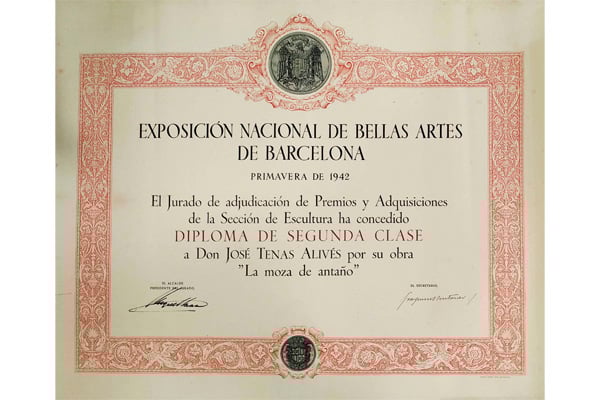 EXPOSICIÓN NACIONAL DE BELLAS ARTES
DE BARCELONA
PRIMAVERA DE 1942
El Jurado de adjudicación de Premios y Adquisiciones
de la Sección de Escultura ha concedido
DIPLOMA DE SEGUNDA CLASE
a Don JOSÉ TENAS ALIVÉS por su obra
"La moza de antaño"
EL ALCALDE
PRESIDENTE DEL JURADO,
EL SECRETARIO,